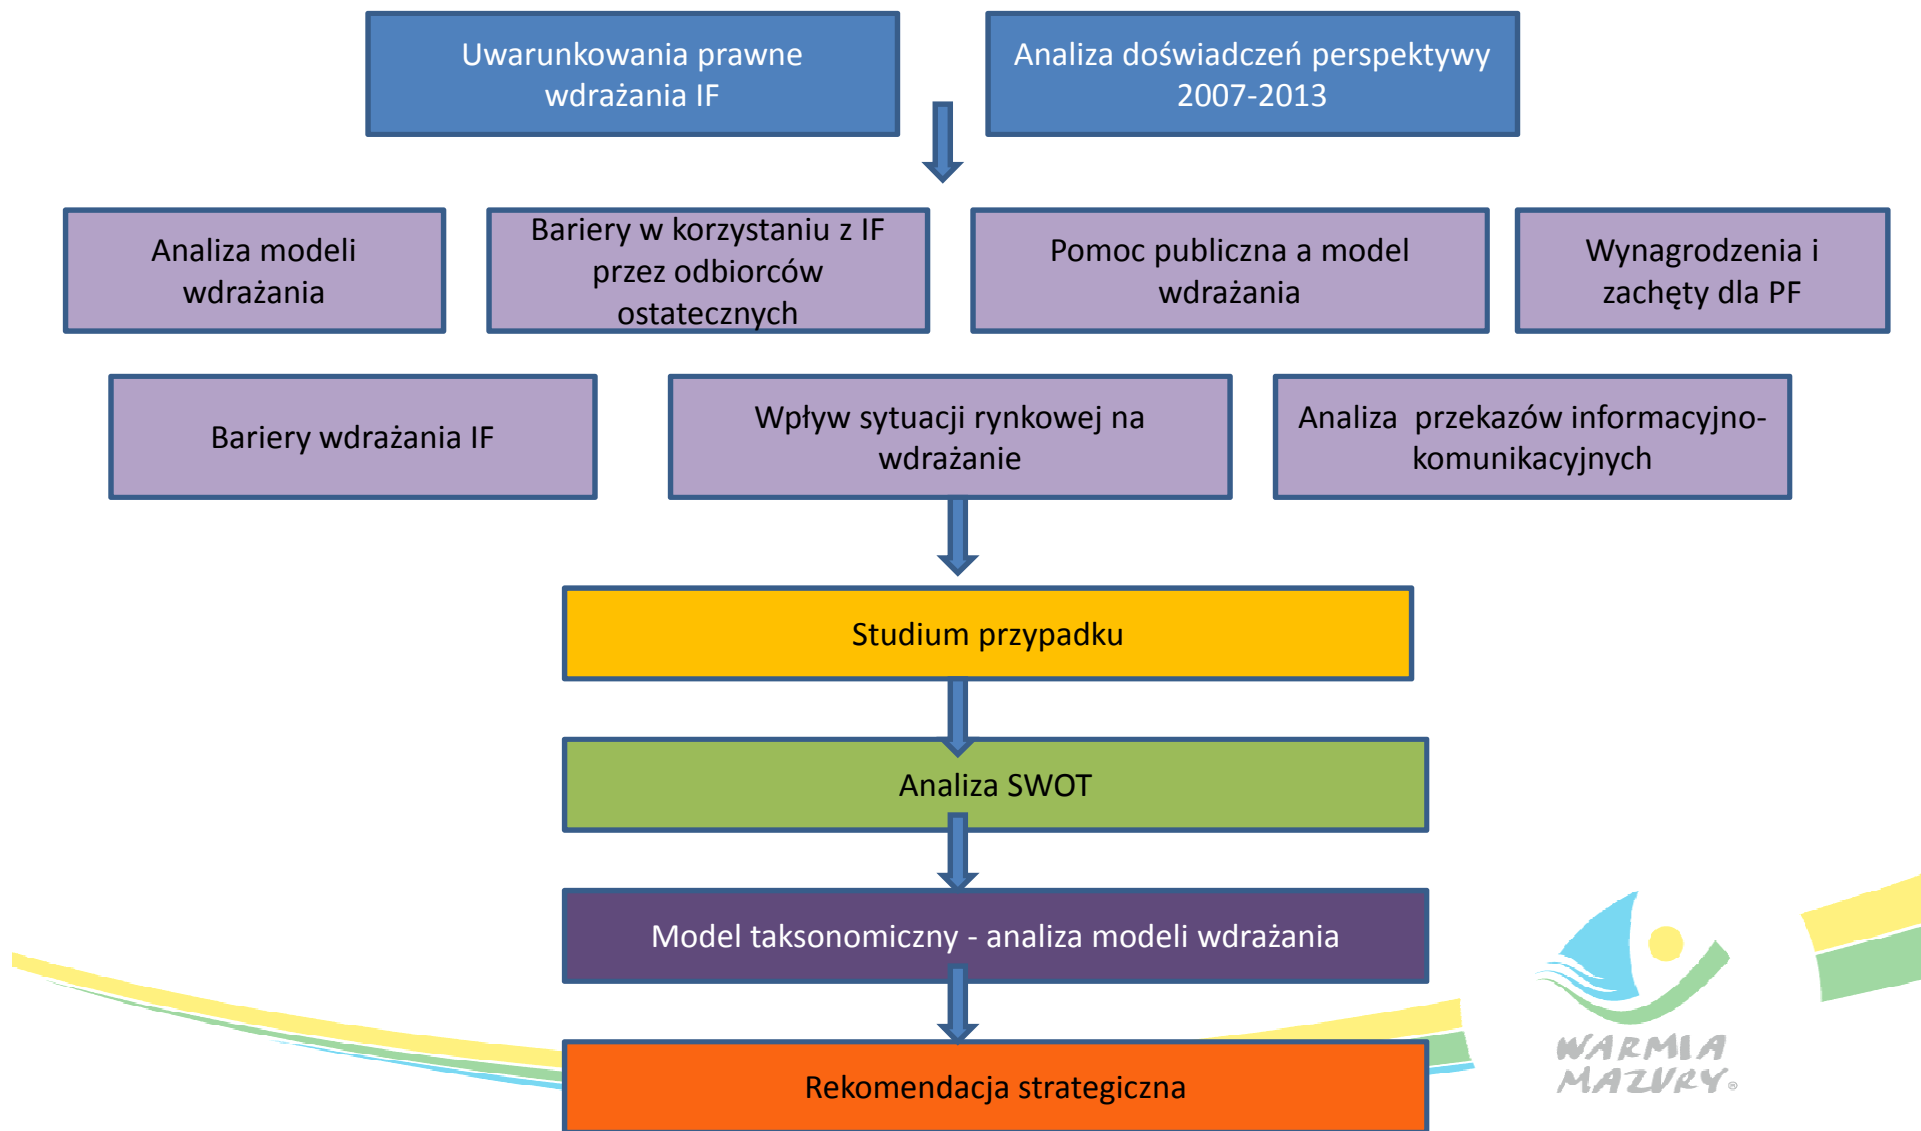 Uwarunkowania prawne
wdrażania IF
Analiza doświadczeń perspektywy
2007-2013
Analiza modeli
wdrażania
Bariery w korzystaniu z IF
przez odbiorców
ostatecznych
Pomoc publiczna a model
wdrażania
Wynagrodzenia i
zachęty dla PF
Bariery wdrażania IF
Wpływ sytuacji rynkowej na
wdrażanie
Analiza przekazów informacyjno-
komunikacyjnych
Studium przypadku
Analiza SWOT
Model taksonomiczny - analiza modeli wdrażania
Rekomendacja strategiczna
WARMIA
MAZURY®